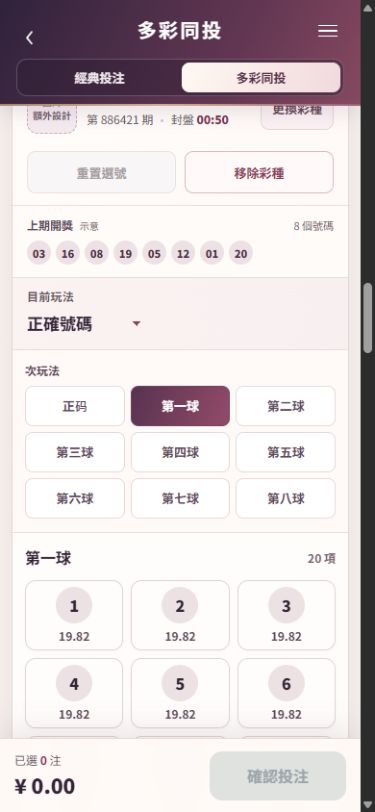 多彩同投
經典投注 多彩同投
額外設計
第 886421 期 · 封盤 00:50
更換彩種
重置選號 移除彩種
上期開獎 示意 8 個號碼
03 16 08 19 05 12 01 20
目前玩法
正確號碼
次玩法
正码 第一球 第二球
第三球 第四球 第五球
第六球 第七球 第八球
第一球 20 項
1 2 3
19.82 19.82 19.82
4 5 6
19.82 19.82 19.82
已選 0 注
¥ 0.00
確認投注